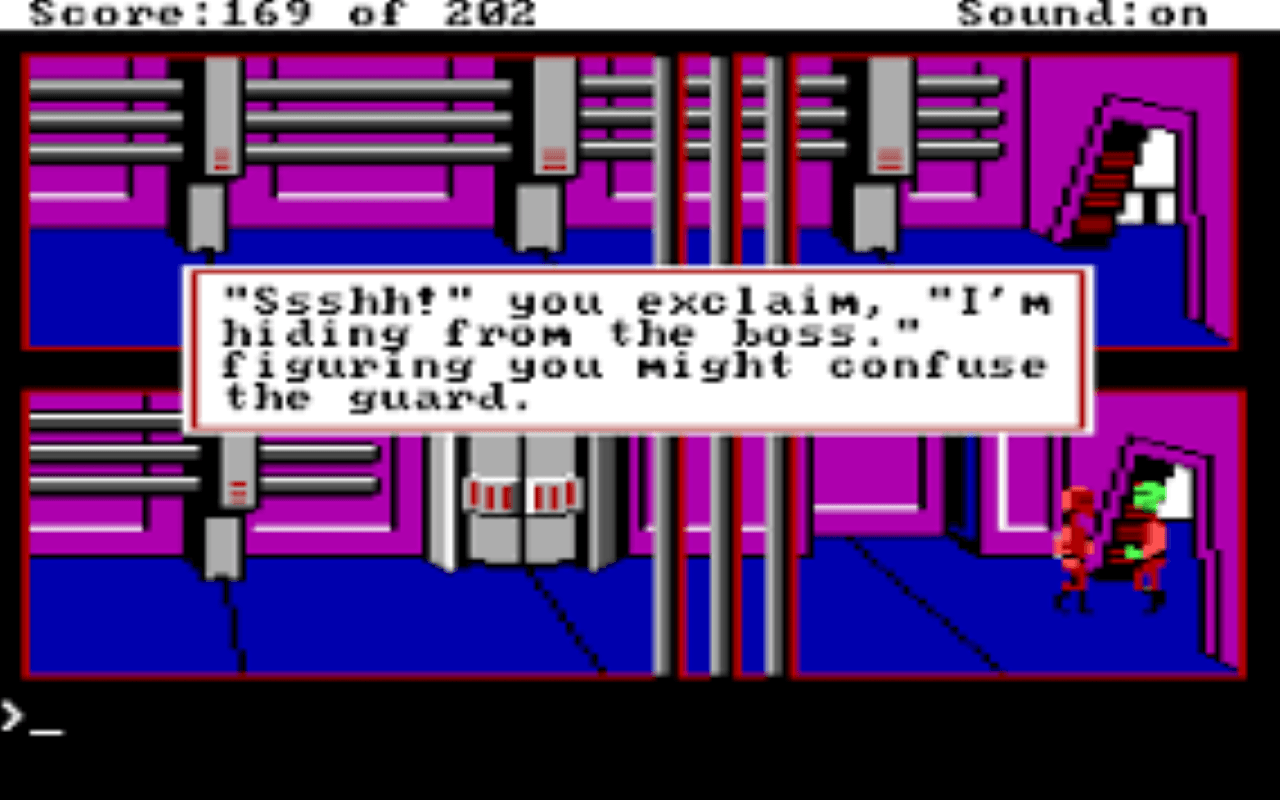 Score:169 of 202 Sound:on
"Ssshh!" you exclaim, "I'm
hiding from the boss."
figuring you might confuse
the guard.
>_